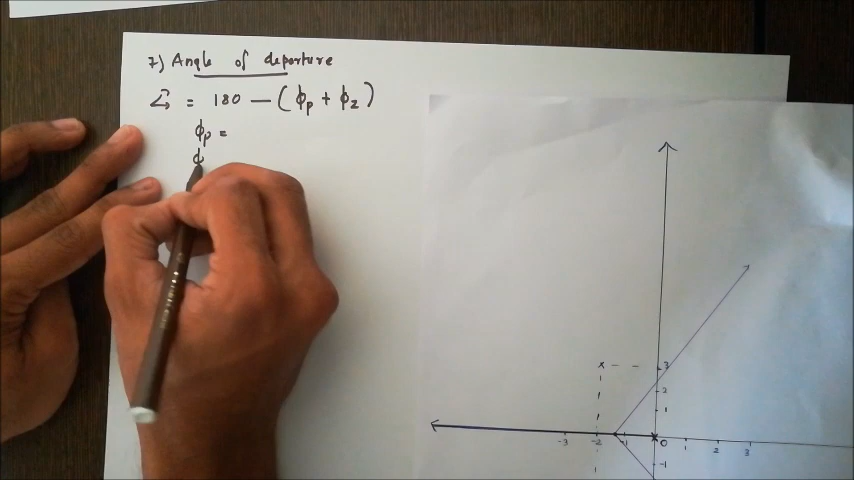 7) Angle of departure
∠ = 180 — (ϕp + ϕz)
ϕp =
ϕ
x
3
2
1
-3 -2 -1 x 0 1 2 3
-1